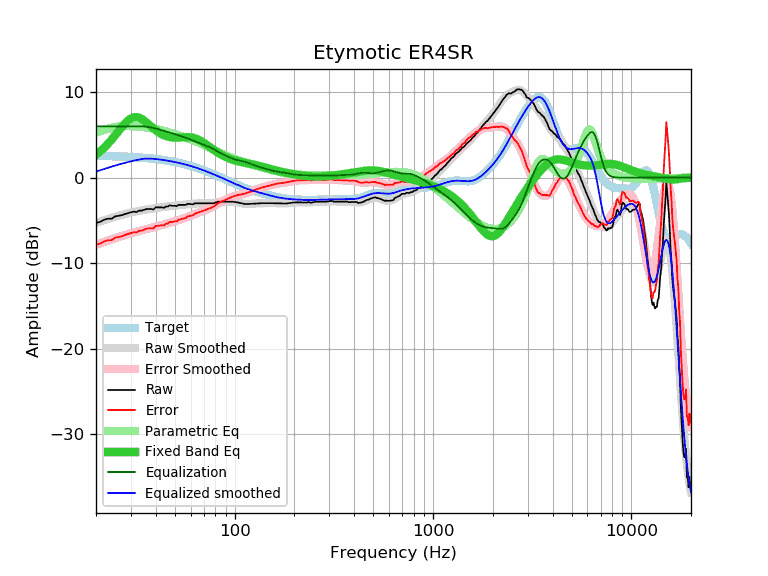 Etymotic ER4SR
10
0
−10
−20
−30
Amplitude (dBr)
Target
Raw Smoothed
Error Smoothed
Raw
Error
Parametric Eq
Fixed Band Eq
Equalization
Equalized smoothed
100
1000
10000
Frequency (Hz)